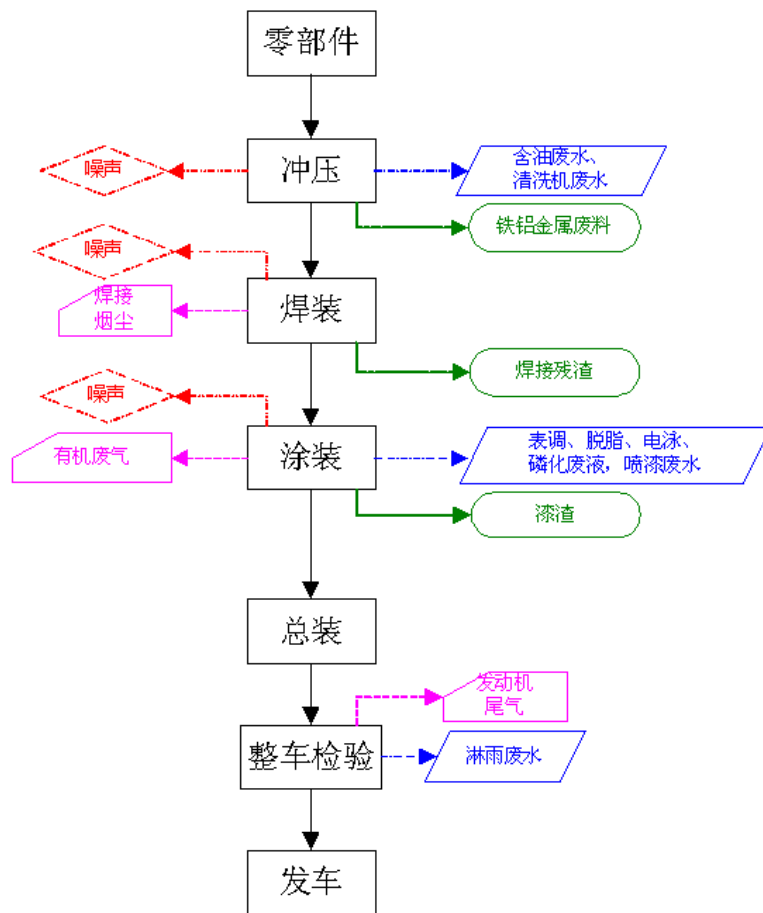 零部件
噪声
冲压
含油废水、
清洗机废水
铁铝金属废料
噪声
焊接
烟尘
焊装
焊接残渣
噪声
有机废气
涂装
表调、脱脂、电泳、
磷化废液，喷漆废水
漆渣
总装
发动机
尾气
整车检验
淋雨废水
发车